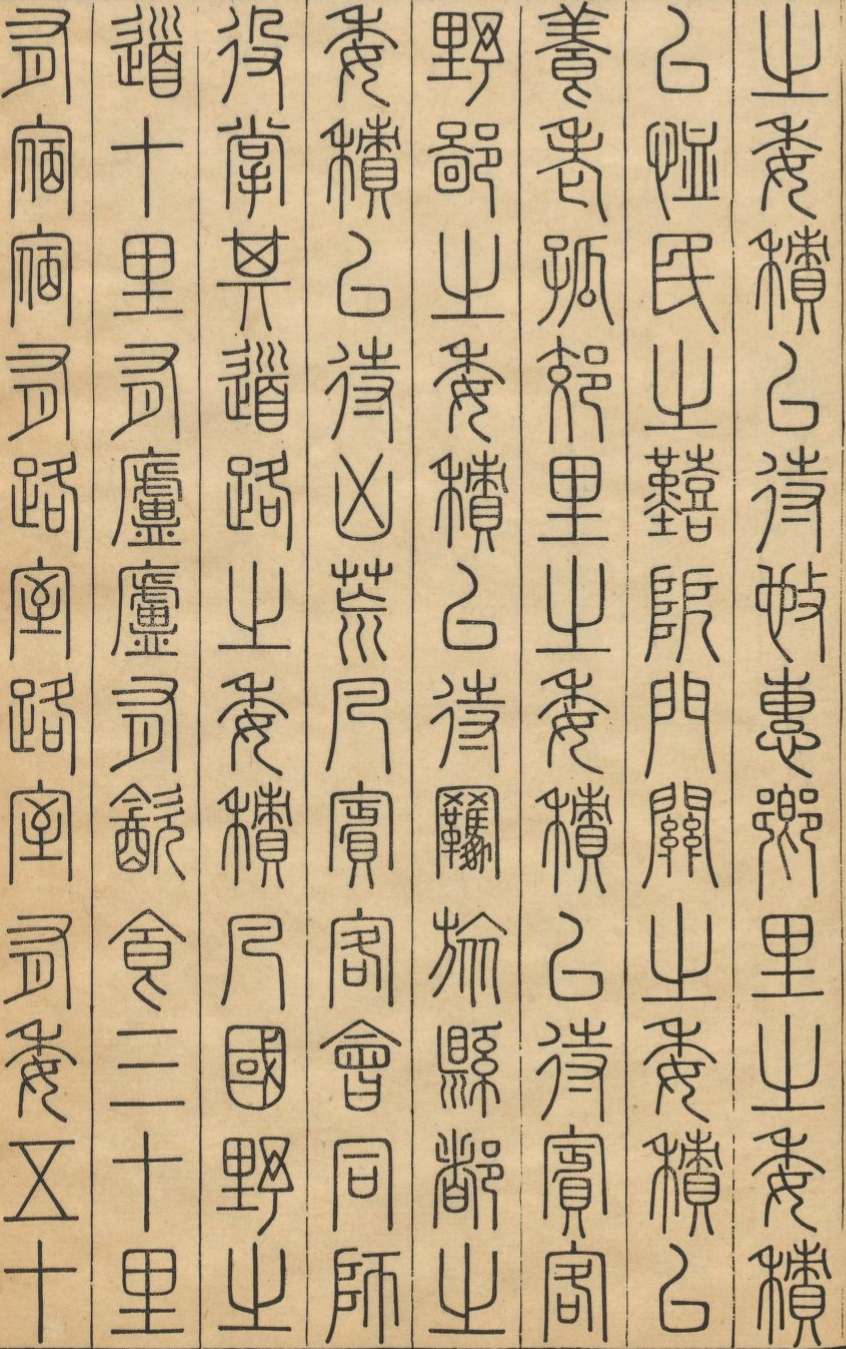 之委積以待施惠鄉里之委積
以恤民之囏阨門關之委積以
養老孤郊里之委積以待賓客
野鄙之委積以待羈旅縣都之
委積以待凶荒凡賓客會同師
役掌其道路之委積凡國野之
道十里有廬廬有飲食三十里
有宿宿有路室路室有委五十